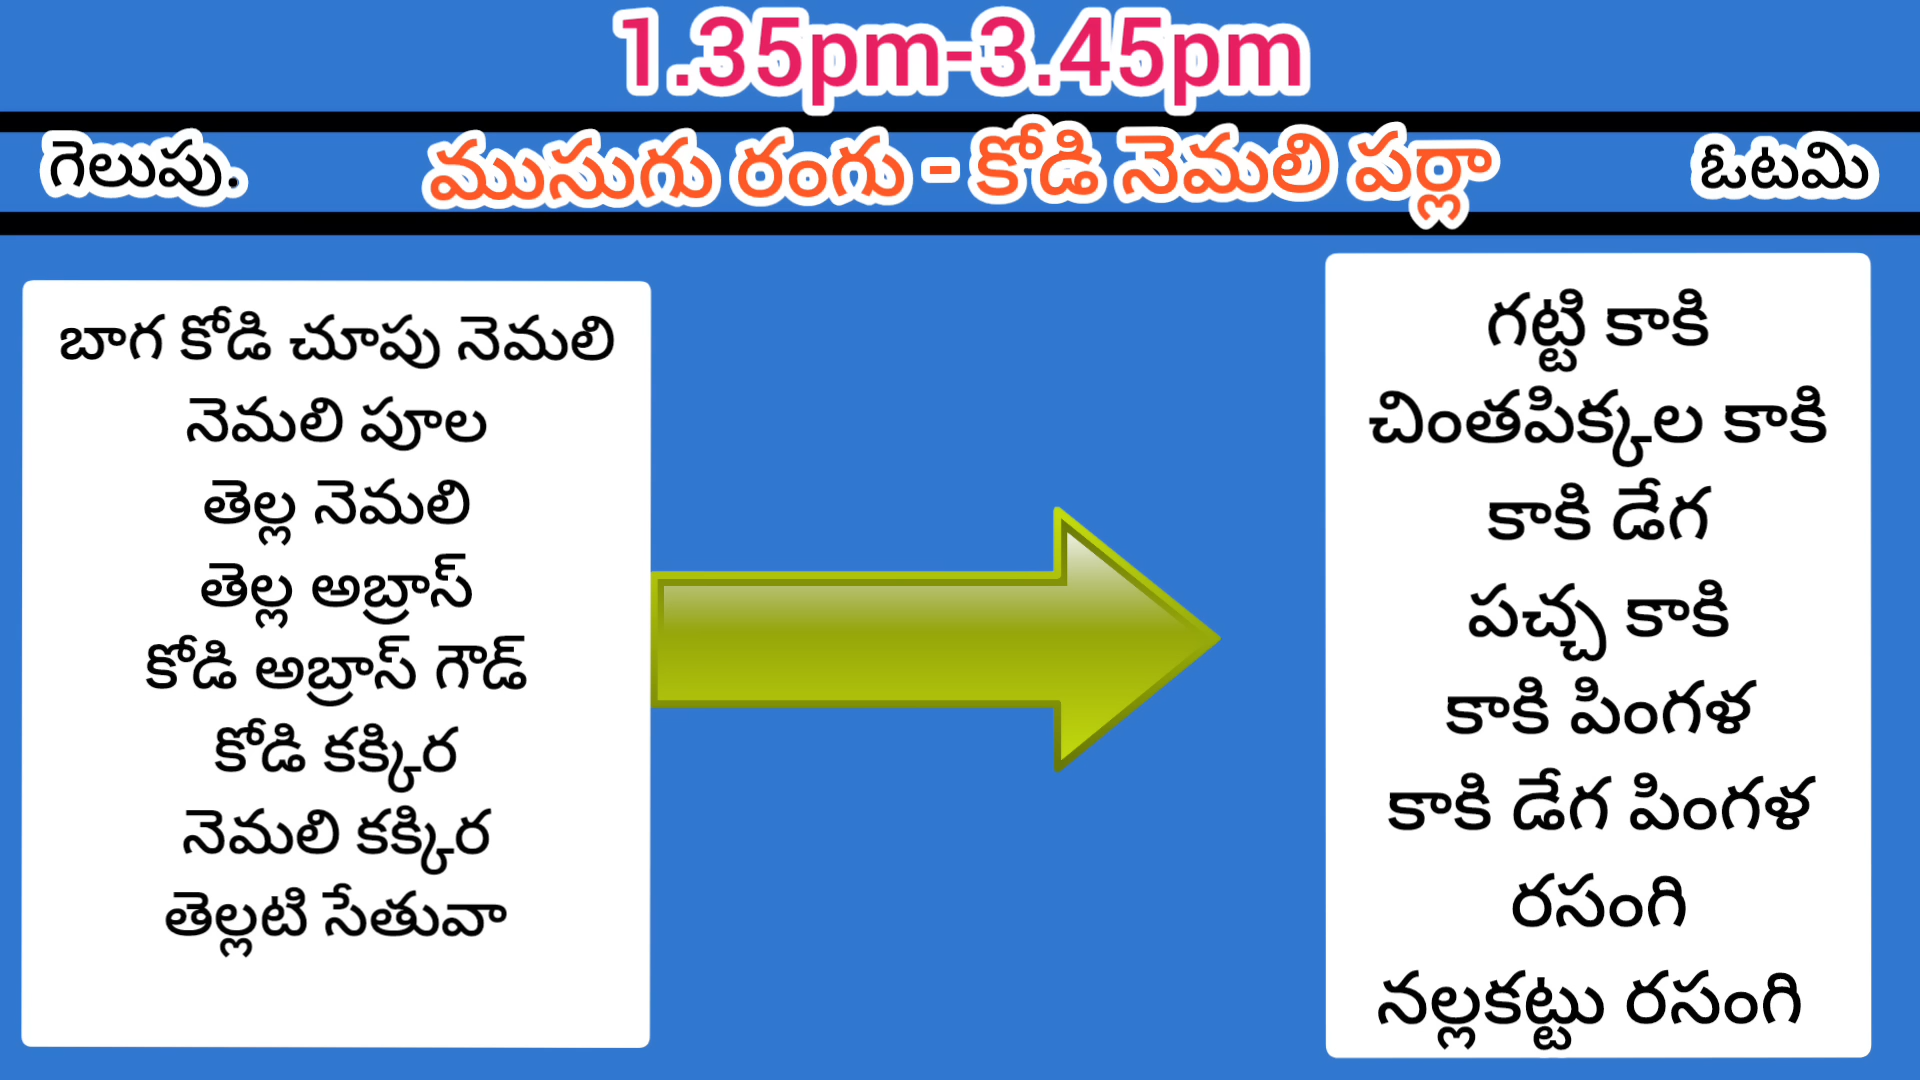 1.35pm-3.45pm
గెలుపు. ముసుగు రంగు - కోడి నెమలి పర్లా ఓటమి
బాగ కోడి చూపు నెమలి
నెమలి పూల
తెల్ల నెమలి
తెల్ల అబ్రాస్
కోడి అబ్రాస్ గౌడ్
కోడి కక్కిర
నెమలి కక్కిర
తెల్లటి సేతువా
గట్టి కాకి
చింతపిక్కల కాకి
కాకి డేగ
పచ్చ కాకి
కాకి పింగళ
కాకి డేగ పింగళ
రసంగి
నల్లకట్టు రసంగి